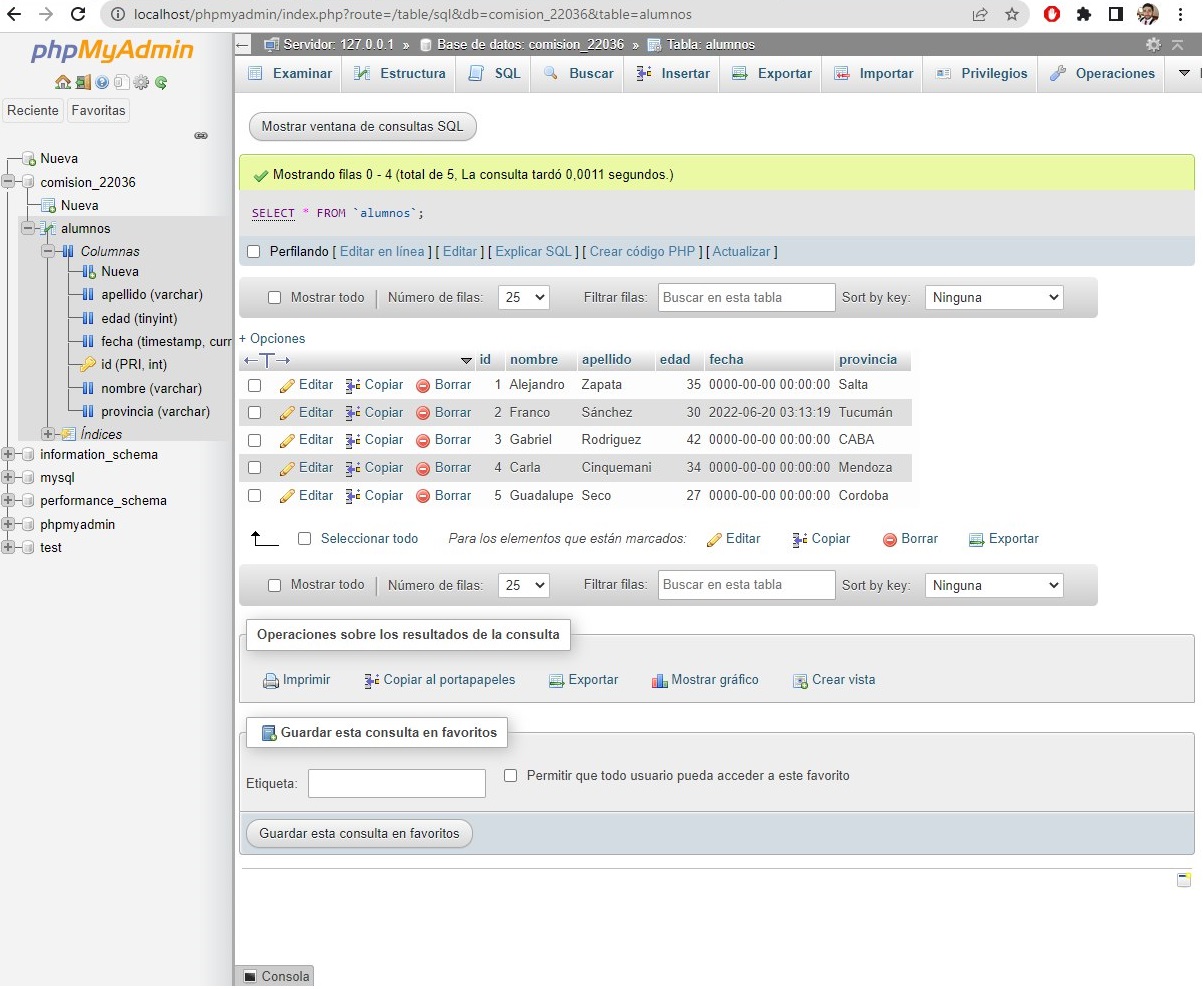 localhost/phpmyadmin/index.php?route=/table/sql&db=comision_22036&table=alumnos
phpMyAdmin
Reciente Favoritas
Nueva
comision_22036
Nueva
alumnos
Columnas
Nueva
apellido (varchar)
edad (tinyint)
fecha (timestamp, curr
id (PRI, int)
nombre (varchar)
provincia (varchar)
Índices
information_schema
mysql
performance_schema
phpmyadmin
test
Servidor: 127.0.0.1 » Base de datos: comision_22036 » Tabla: alumnos
Examinar Estructura SQL Buscar Insertar Exportar Importar Privilegios Operaciones
Mostrar ventana de consultas SQL
Mostrando filas 0 - 4 (total de 5, La consulta tardó 0,0011 segundos.)
SELECT * FROM `alumnos`;
Perfilando [ Editar en línea ] [ Editar ] [ Explicar SQL ] [ Crear código PHP ] [ Actualizar ]
Mostrar todo | Número de filas: 25 Filtrar filas: Buscar en esta tabla Sort by key: Ninguna
+ Opciones
←T→ id nombre apellido edad fecha provincia
Editar Copiar Borrar 1 Alejandro Zapata 35 0000-00-00 00:00:00 Salta
Editar Copiar Borrar 2 Franco Sánchez 30 2022-06-20 03:13:19 Tucumán
Editar Copiar Borrar 3 Gabriel Rodriguez 42 0000-00-00 00:00:00 CABA
Editar Copiar Borrar 4 Carla Cinquemani 34 0000-00-00 00:00:00 Mendoza
Editar Copiar Borrar 5 Guadalupe Seco 27 0000-00-00 00:00:00 Cordoba
Seleccionar todo Para los elementos que están marcados: Editar Copiar Borrar Exportar
Mostrar todo | Número de filas: 25 Filtrar filas: Buscar en esta tabla Sort by key: Ninguna
Operaciones sobre los resultados de la consulta
Imprimir Copiar al portapapeles Exportar Mostrar gráfico Crear vista
Guardar esta consulta en favoritos
Etiqueta: Permitir que todo usuario pueda acceder a este favorito
Guardar esta consulta en favoritos
Consola